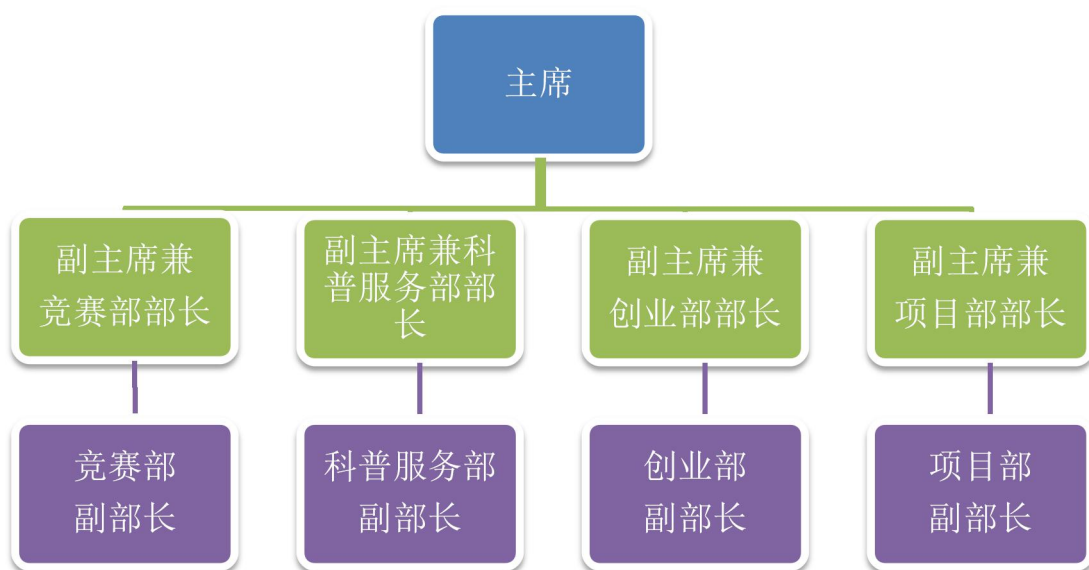 主席
副主席兼
竞赛部部长
副主席兼科
普服务部部
长
副主席兼
创业部部长
副主席兼
项目部部长
竞赛部
副部长
科普服务部
副部长
创业部
副部长
项目部
副部长